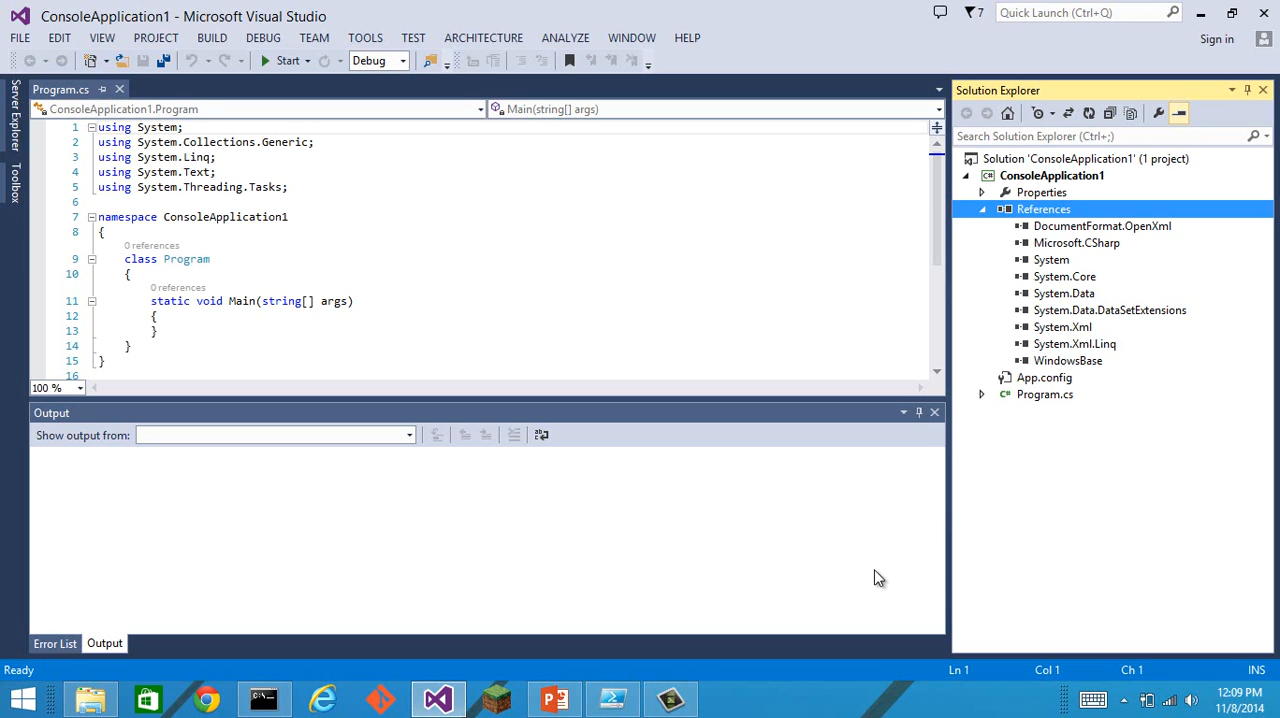 ConsoleApplication1 - Microsoft Visual Studio
7
Quick Launch (Ctrl+Q)
FILE EDIT VIEW PROJECT BUILD DEBUG TEAM TOOLS TEST ARCHITECTURE ANALYZE WINDOW HELP
Sign in
Start
Debug
Server Explorer
Toolbox
Program.cs
ConsoleApplication1.Program
Main(string[] args)
1 using System;
2 using System.Collections.Generic;
3 using System.Linq;
4 using System.Text;
5 using System.Threading.Tasks;
6
7 namespace ConsoleApplication1
8 {
0 references
9 class Program
10 {
0 references
11 static void Main(string[] args)
12 {
13 }
14 }
15 }
16
100 %
Output
Show output from:
Error List
Output
Solution Explorer
Search Solution Explorer (Ctrl+;)
Solution 'ConsoleApplication1' (1 project)
C# ConsoleApplication1
Properties
References
DocumentFormat.OpenXml
Microsoft.CSharp
System
System.Core
System.Data
System.Data.DataSetExtensions
System.Xml
System.Xml.Linq
WindowsBase
App.config
C# Program.cs
Ready
Ln 1
Col 1
Ch 1
INS
12:09 PM
11/8/2014